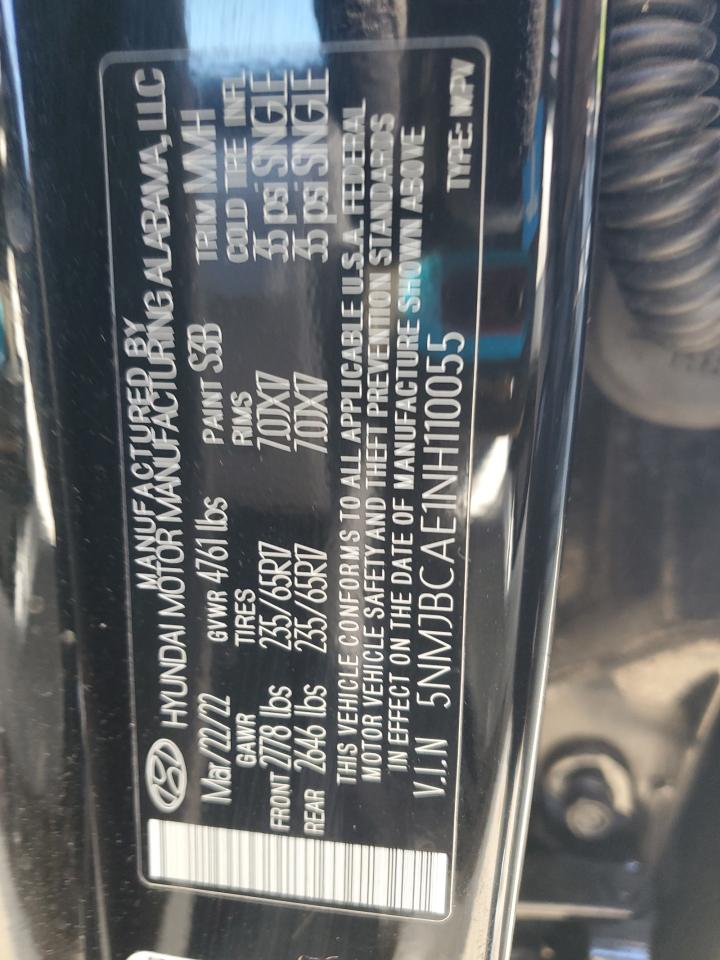 MANUFACTURED BY
HYUNDAI MOTOR MANUFACTURING ALABAMA, LLC
Mar/22/22 GVWR 4761 lbs PAINT S3B TRIM MMH
GAWR TIRES RIMS COLD TIRE INFL
FRONT 2778 lbs 235/65R17 7.0JX17 35 psi SNGLE
REAR 2646 lbs 235/65R17 7.0JX17 35 psi SNGLE
THIS VEHICLE CONFORMS TO ALL APPLICABLE U.S.A. FEDERAL
MOTOR VEHICLE SAFETY AND THEFT PREVENTION STANDARDS
IN EFFECT ON THE DATE OF MANUFACTURE SHOWN ABOVE
V.I.N 5NMJBCAE1NH110055 TYPE: MPV